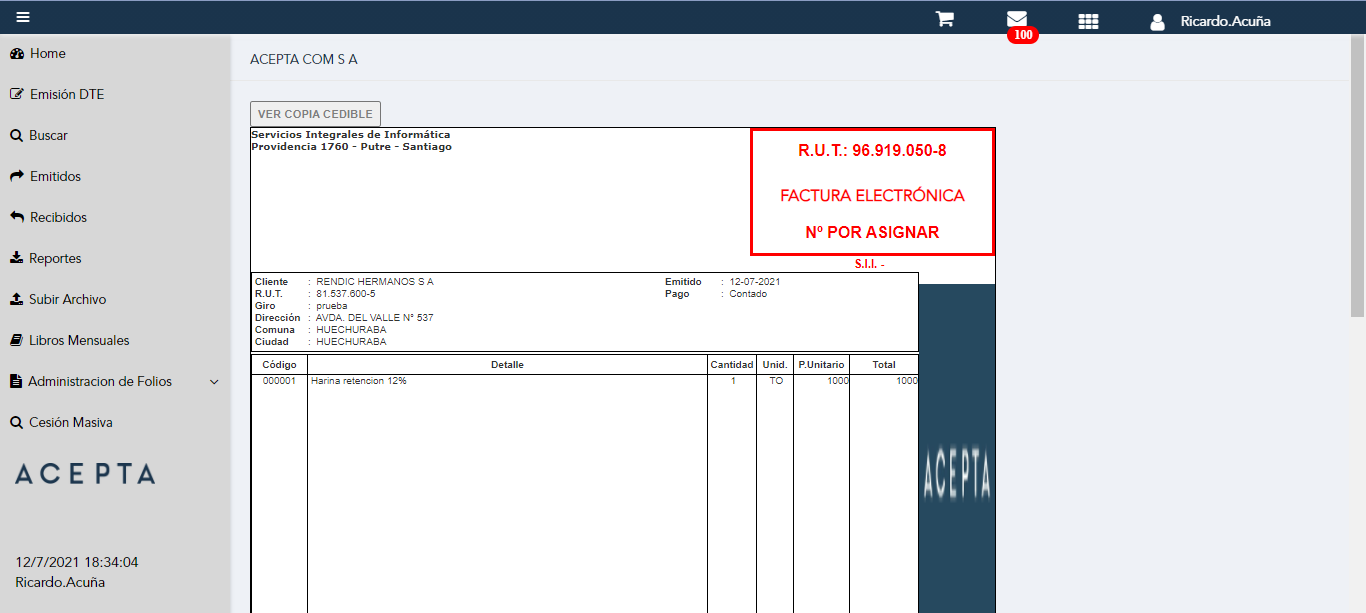 Ricardo.Acuña
100
Home
Emisión DTE
Buscar
Emitidos
Recibidos
Reportes
Subir Archivo
Libros Mensuales
Administracion de Folios
Cesión Masiva
ACEPTA
12/7/2021 18:34:04
Ricardo.Acuña
ACEPTA COM S A
VER COPIA CEDIBLE
Servicios Integrales de Informática
Providencia 1760 - Putre - Santiago
R.U.T.: 96.919.050-8
FACTURA ELECTRÓNICA
Nº POR ASIGNAR
S.I.I. -
Cliente : RENDIC HERMANOS S A Emitido : 12-07-2021
R.U.T. : 81.537.600-5 Pago : Contado
Giro : prueba
Dirección : AVDA. DEL VALLE N° 537
Comuna : HUECHURABA
Ciudad : HUECHURABA
Código Detalle Cantidad Unid. P.Unitario Total
000001 Harina retencion 12% 1 TO 1000 1000
ACEPTA